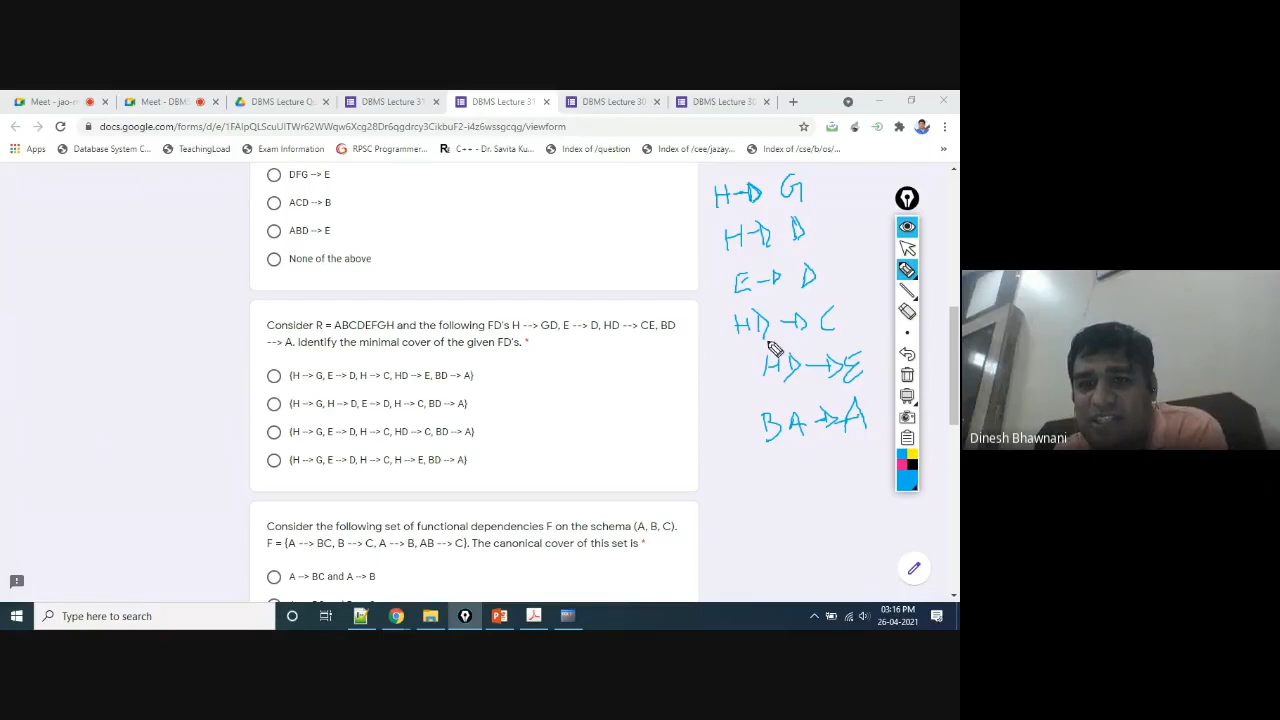 Meet - jao-re
Meet - DBMS
DBMS Lecture Qu
DBMS Lecture 31
DBMS Lecture 31
DBMS Lecture 30
DBMS Lecture 30
docs.google.com/forms/d/e/1FAIpQLScuUlTWr62WWqw6Xcg28Dr6qgdrcy3CikbuF2-i4z6wssgcqg/viewform
Apps
Database System C...
TeachingLoad
Exam Information
RPSC Programmer...
C++ - Dr. Savita Ku...
Index of /question
Index of /cee/jazay...
Index of /cse/b/os/...
»
DFG --> E
ACD --> B
ABD --> E
None of the above
Consider R = ABCDEFGH and the following FD's H --> GD, E --> D, HD --> CE, BD
--> A. Identify the minimal cover of the given FD's. *
{H --> G, E --> D, H --> C, HD --> E, BD --> A}
{H --> G, H --> D, E --> D, H --> C, BD --> A}
{H --> G, E --> D, H --> C, HD --> C, BD --> A}
{H --> G, E --> D, H --> C, H --> E, BD --> A}
Consider the following set of functional dependencies F on the schema (A, B, C).
F = {A --> BC, B --> C, A --> B, AB --> C}. The canonical cover of this set is *
A --> BC and A --> B
H → G
H → D
E → D
HD → C
HD → E
BA → A
Dinesh Bhawnani
Type here to search
03:16 PM
26-04-2021